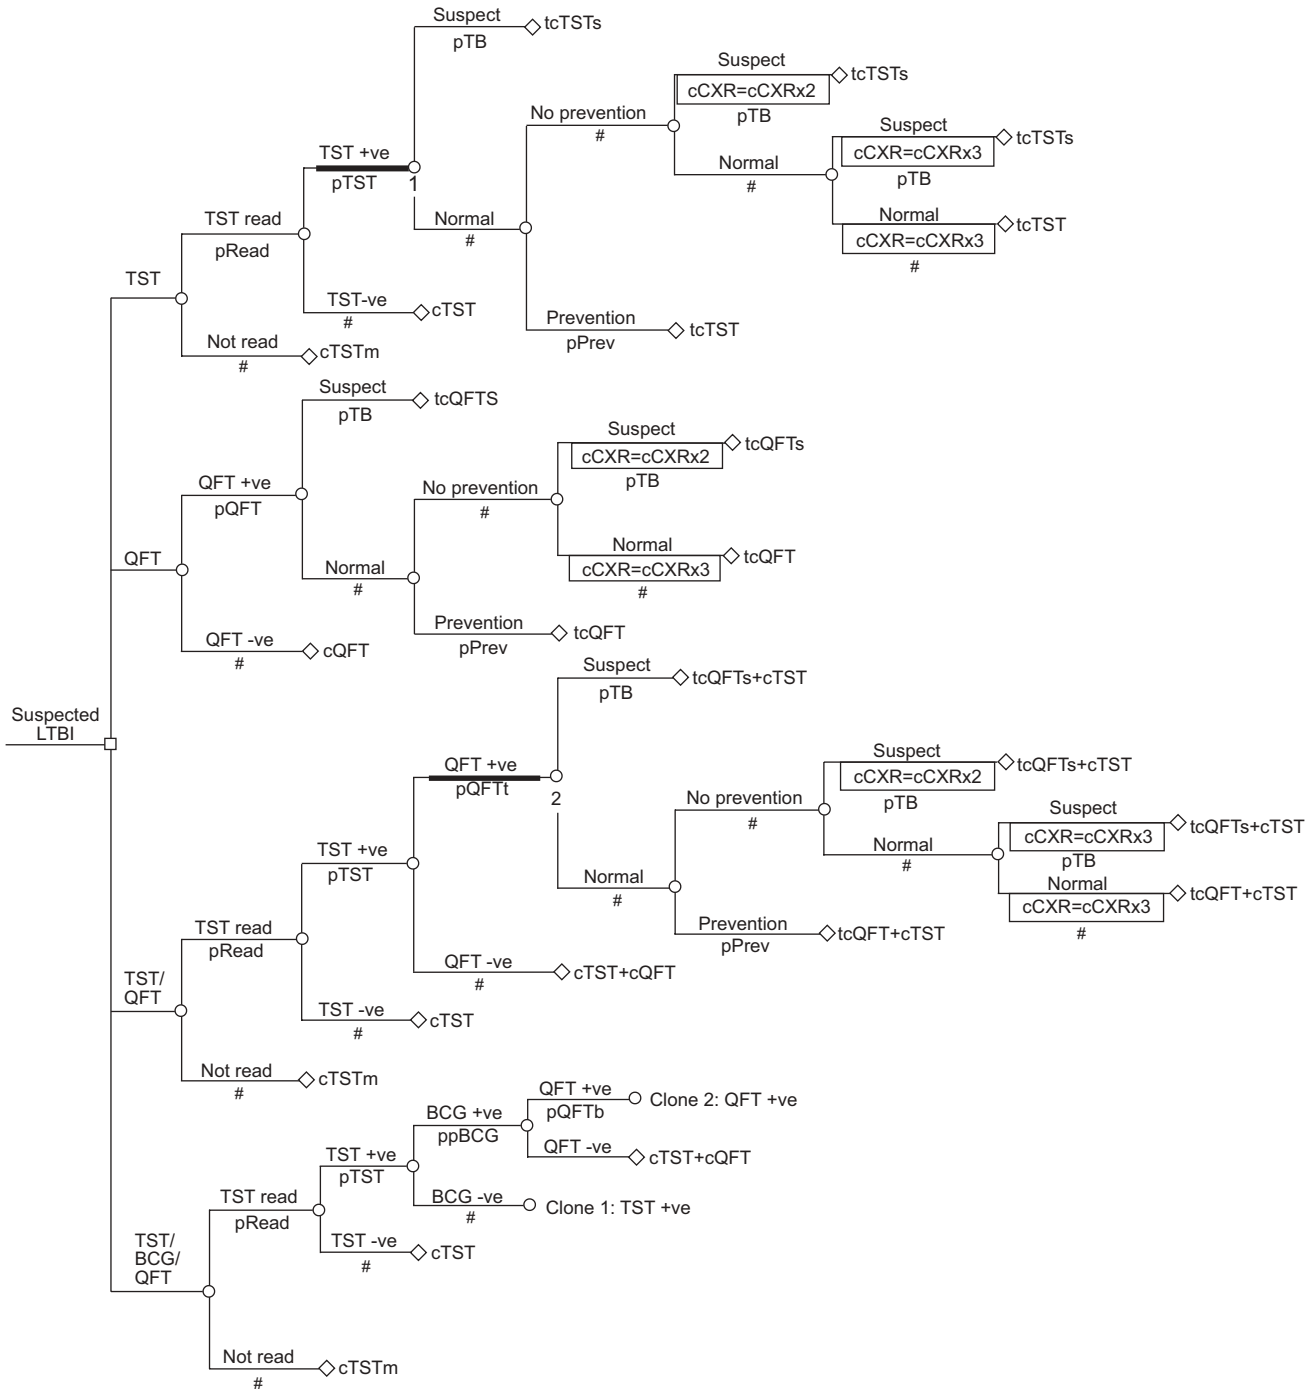 Suspected
LTBI
TST
TST read
pRead
TST +ve
pTST
1
Suspect
pTB
tcTSTs
Normal
#
No prevention
#
Suspect
cCXR=cCXRx2
pTB
tcTSTs
Normal
#
Suspect
cCXR=cCXRx3
pTB
tcTSTs
Normal
cCXR=cCXRx3
#
tcTST
Prevention
pPrev
tcTST
TST-ve
#
cTST
Not read
#
cTSTm
QFT
QFT +ve
pQFT
Suspect
pTB
tcQFTS
Normal
#
No prevention
#
Suspect
cCXR=cCXRx2
pTB
tcQFTs
Normal
cCXR=cCXRx3
#
tcQFT
Prevention
pPrev
tcQFT
QFT -ve
#
cQFT
TST/
QFT
TST read
pRead
TST +ve
pTST
QFT +ve
pQFTt
2
Suspect
pTB
tcQFTs+cTST
Normal
#
No prevention
#
Suspect
cCXR=cCXRx2
pTB
tcQFTs+cTST
Normal
#
Suspect
cCXR=cCXRx3
pTB
tcQFTs+cTST
Normal
cCXR=cCXRx3
#
tcQFT+cTST
Prevention
pPrev
tcQFT+cTST
QFT -ve
#
cTST+cQFT
TST -ve
#
cTST
Not read
#
cTSTm
TST/
BCG/
QFT
TST read
pRead
TST +ve
pTST
BCG +ve
ppBCG
QFT +ve
pQFTb
Clone 2: QFT +ve
QFT -ve
cTST+cQFT
BCG -ve
#
Clone 1: TST +ve
TST -ve
#
cTST
Not read
#
cTSTm